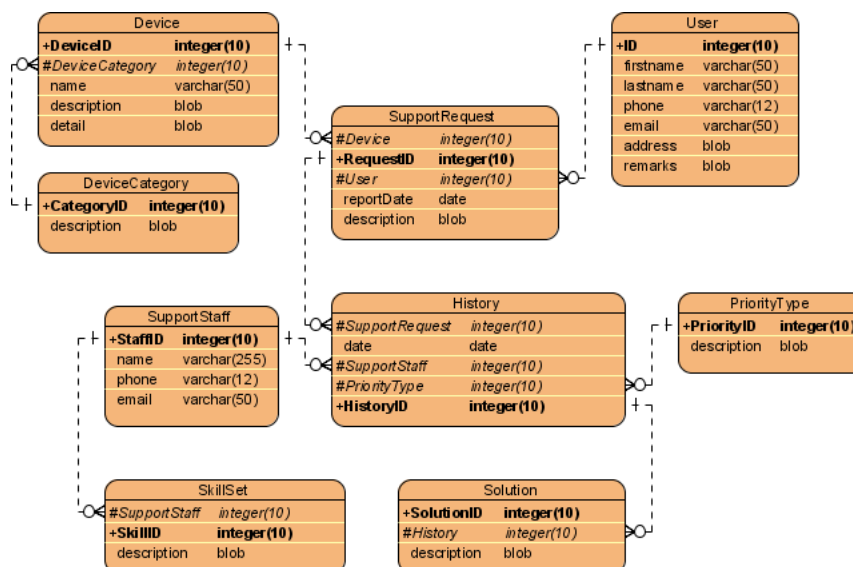 Device
+DeviceID integer(10)
#DeviceCategory integer(10)
name varchar(50)
description blob
detail blob
User
+ID integer(10)
firstname varchar(50)
lastname varchar(50)
phone varchar(12)
email varchar(50)
address blob
remarks blob
SupportRequest
#Device integer(10)
+RequestID integer(10)
#User integer(10)
reportDate date
description blob
DeviceCategory
+CategoryID integer(10)
description blob
SupportStaff
+StaffID integer(10)
name varchar(255)
phone varchar(12)
email varchar(50)
History
#SupportRequest integer(10)
date date
#SupportStaff integer(10)
#PriorityType integer(10)
+HistoryID integer(10)
PriorityType
+PriorityID integer(10)
description blob
SkillSet
#SupportStaff integer(10)
+SkillID integer(10)
description blob
Solution
+SolutionID integer(10)
#History integer(10)
description blob